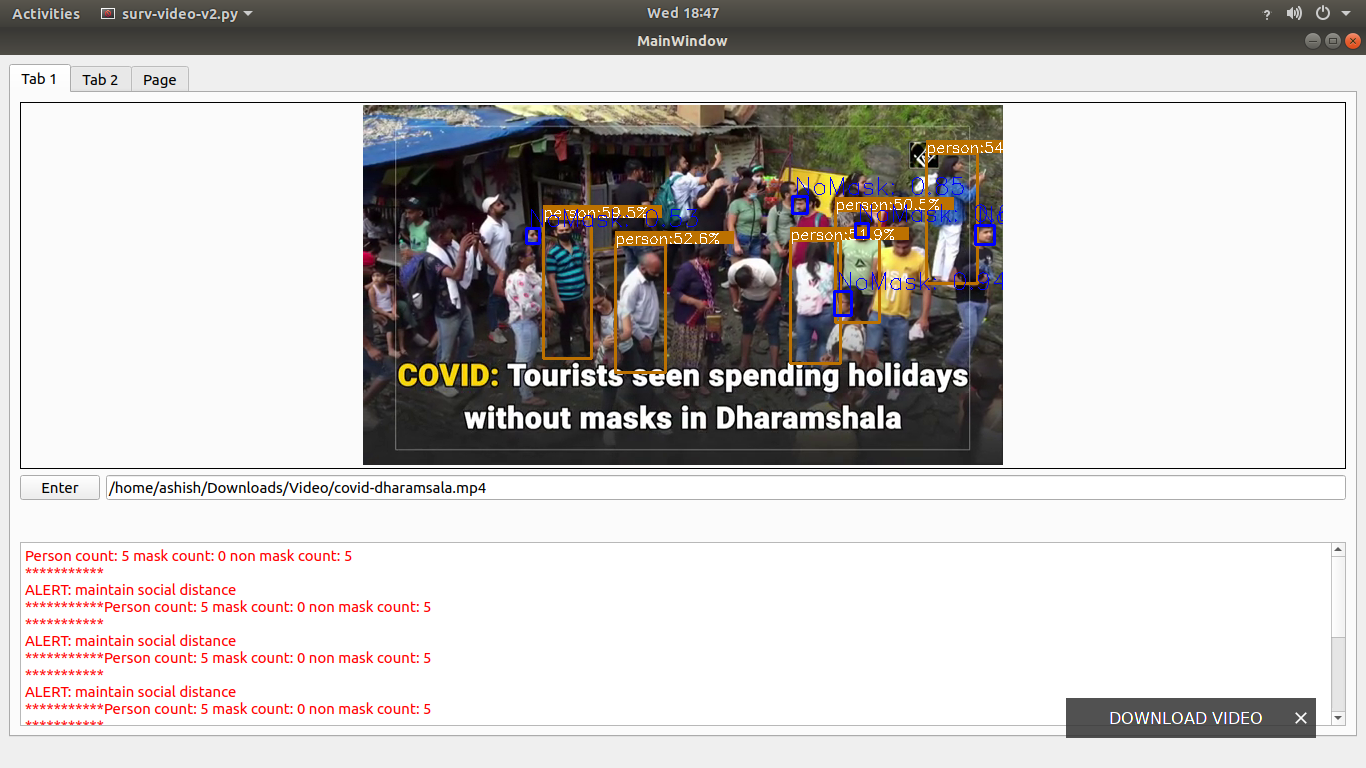 Activities
surv-video-v2.py
Wed 18:47
?
MainWindow
Tab 1
Tab 2
Page
person:54
NoMask: 0.85
person:59.5%
NoMask: 0.53
person:50.5%
NoMask:
person:52.6%
NoMask: 0.94
COVID: Tourists seen spending holidays
without masks in Dharamshala
Enter
/home/ashish/Downloads/Video/covid-dharamsala.mp4
Person count: 5 mask count: 0 non mask count: 5
***********
ALERT: maintain social distance
***********Person count: 5 mask count: 0 non mask count: 5
***********
ALERT: maintain social distance
***********Person count: 5 mask count: 0 non mask count: 5
***********
ALERT: maintain social distance
***********Person count: 5 mask count: 0 non mask count: 5
***********
DOWNLOAD VIDEO